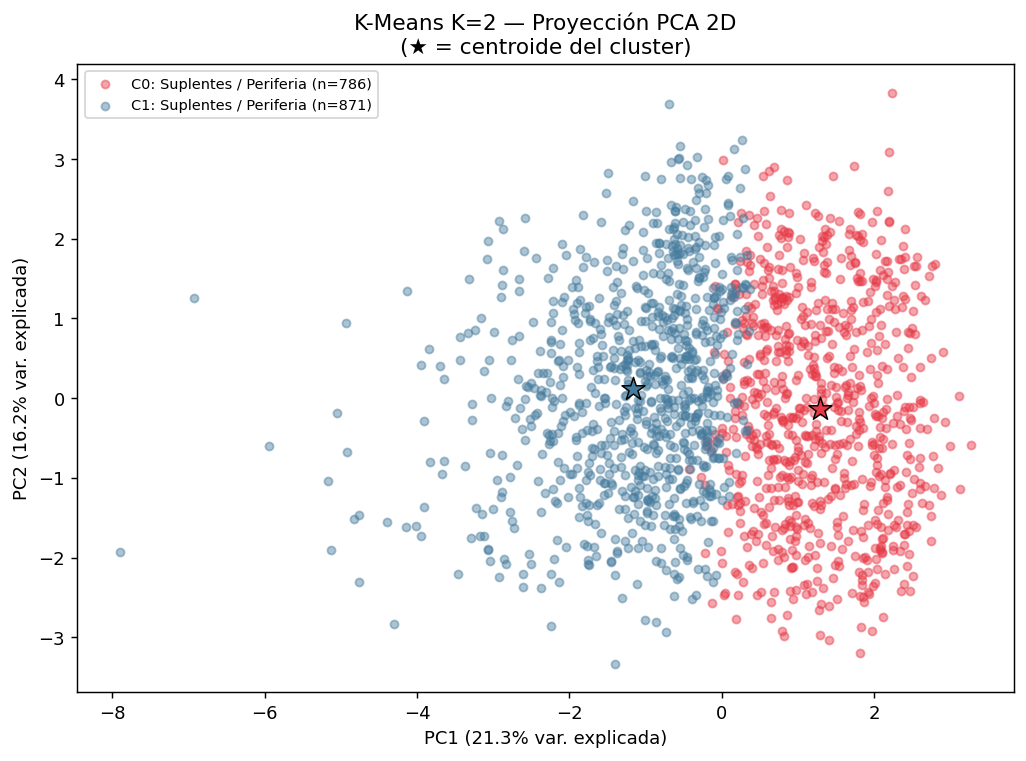 K-Means K=2 — Proyección PCA 2D
(★ = centroide del cluster)
C0: Suplentes / Periferia (n=786)
C1: Suplentes / Periferia (n=871)
PC2 (16.2% var. explicada)
4
3
2
1
0
−1
−2
−3
−8
−6
−4
−2
0
2
PC1 (21.3% var. explicada)